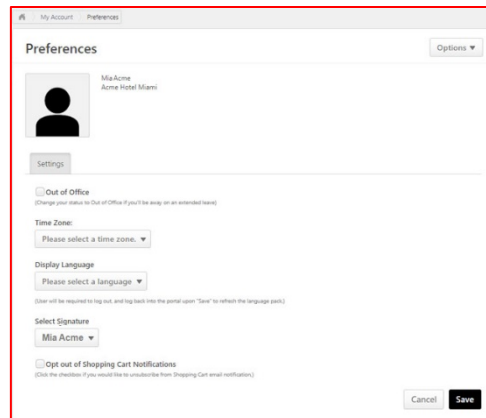 My Account Preferences
Preferences
Options ▼
Mia Acme
Acme Hotel Miami
Settings
Out of Office
(Change your status to Out of Office if you'll be away on an extended leave)
Time Zone:
Please select a time zone. ▼
Display Language
Please select a language ▼
(User will be required to log out, and log back into the portal upon "Save" to refresh the language pack.)
Select Signature
Mia Acme ▼
Opt out of Shopping Cart Notifications
(Click the checkbox if you would like to unsubscribe from Shopping Cart email notification.)
Cancel Save